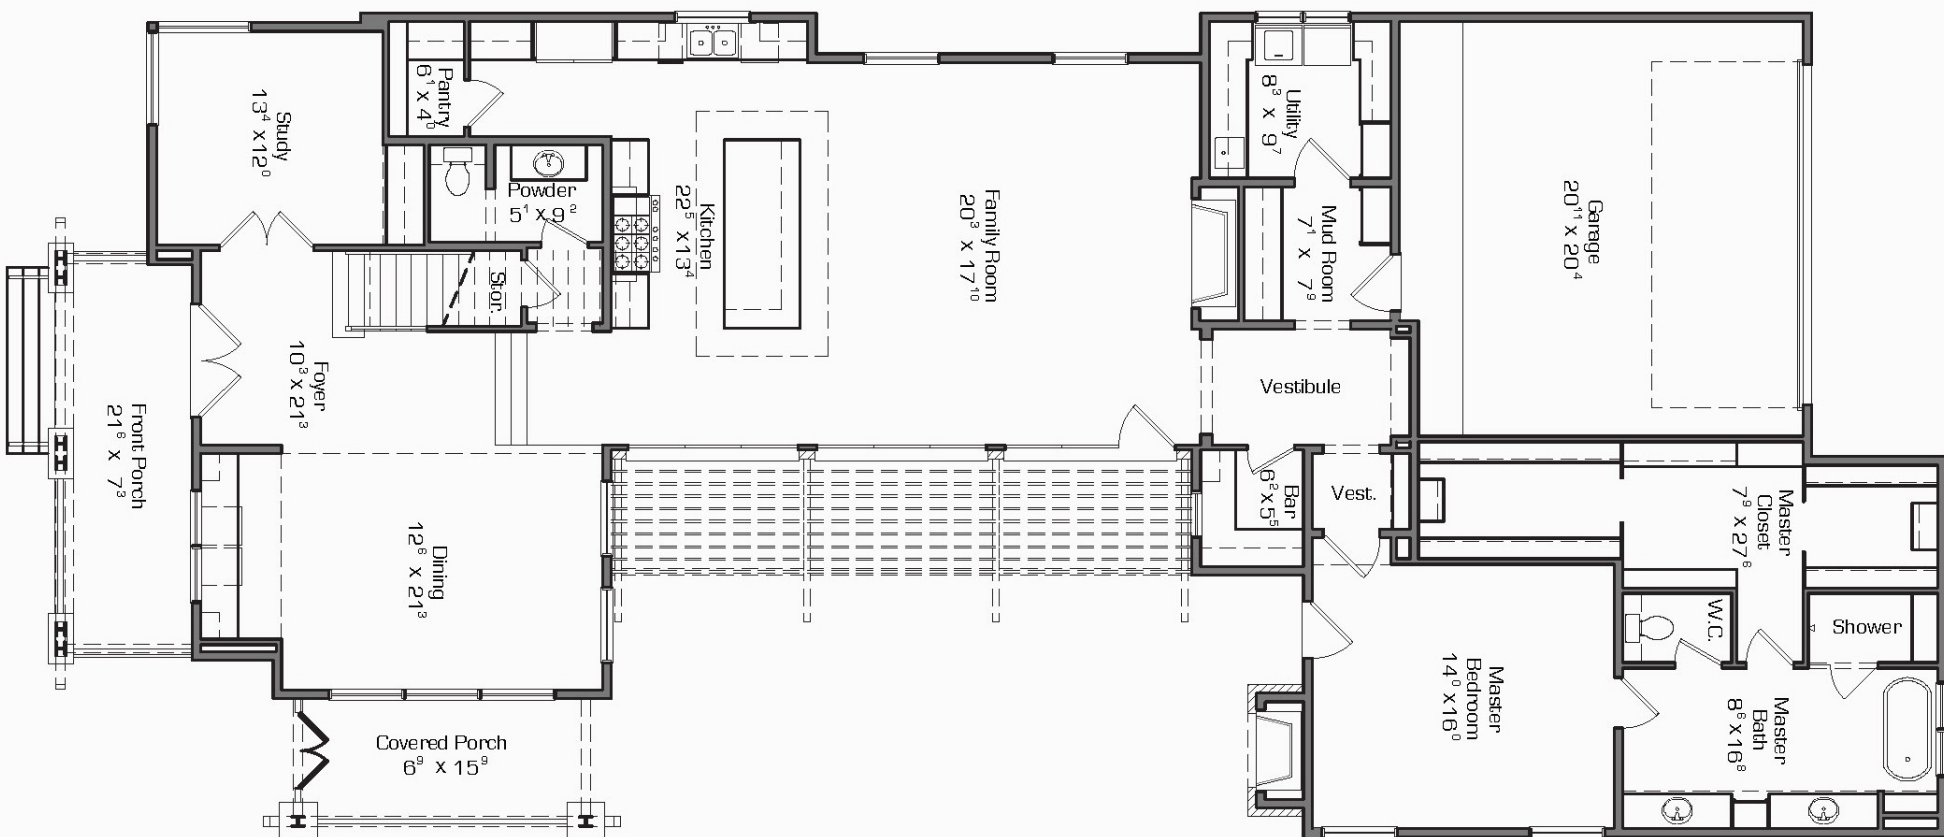 Study
13⁴ x 12⁰
Pantry
6¹ x 4⁰
Powder
5¹ x 9²
Stor.
Kitchen
22⁵ x 13⁴
Family Room
20³ x 17¹⁰
Utility
8³ x 9⁷
Mud Room
7¹ x 7⁹
Garage
20¹¹ x 20⁴
Foyer
10³ x 21³
Front Porch
21⁶ x 7³
Vestibule
Dining
12⁶ x 21³
Bar
6² x 5⁵
Vest.
Master
Closet
7⁹ x 27⁶
W.C.
Shower
Master
Bedroom
14⁰ x 16⁰
Master
Bath
8⁶ x 16⁸
Covered Porch
6⁹ x 15⁹